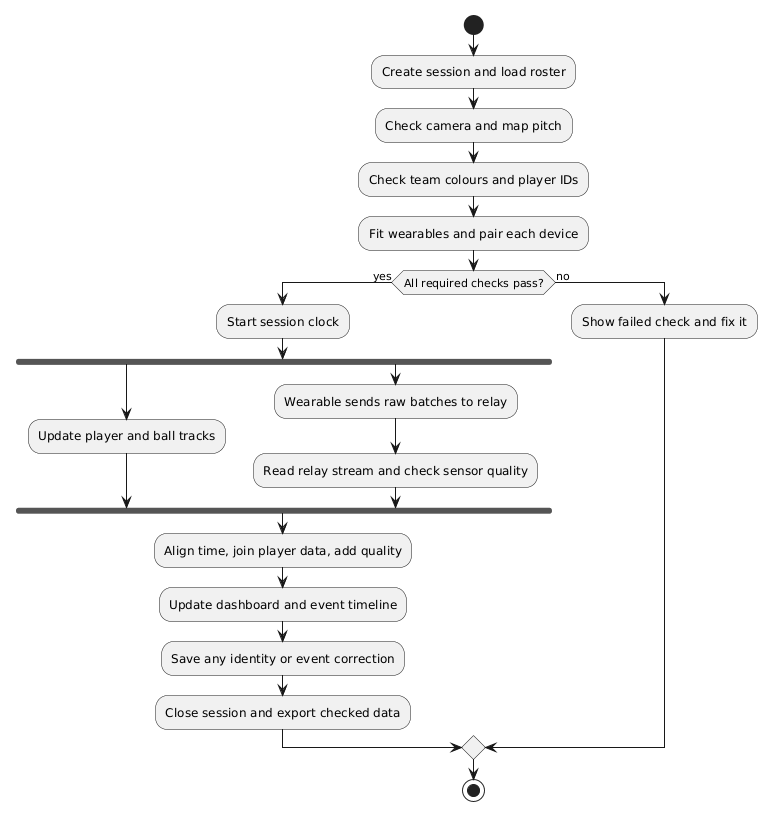 Create session and load roster
Check camera and map pitch
Check team colours and player IDs
Fit wearables and pair each device
yes
All required checks pass?
no
Start session clock
Show failed check and fix it
Wearable sends raw batches to relay
Update player and ball tracks
Read relay stream and check sensor quality
Align time, join player data, add quality
Update dashboard and event timeline
Save any identity or event correction
Close session and export checked data